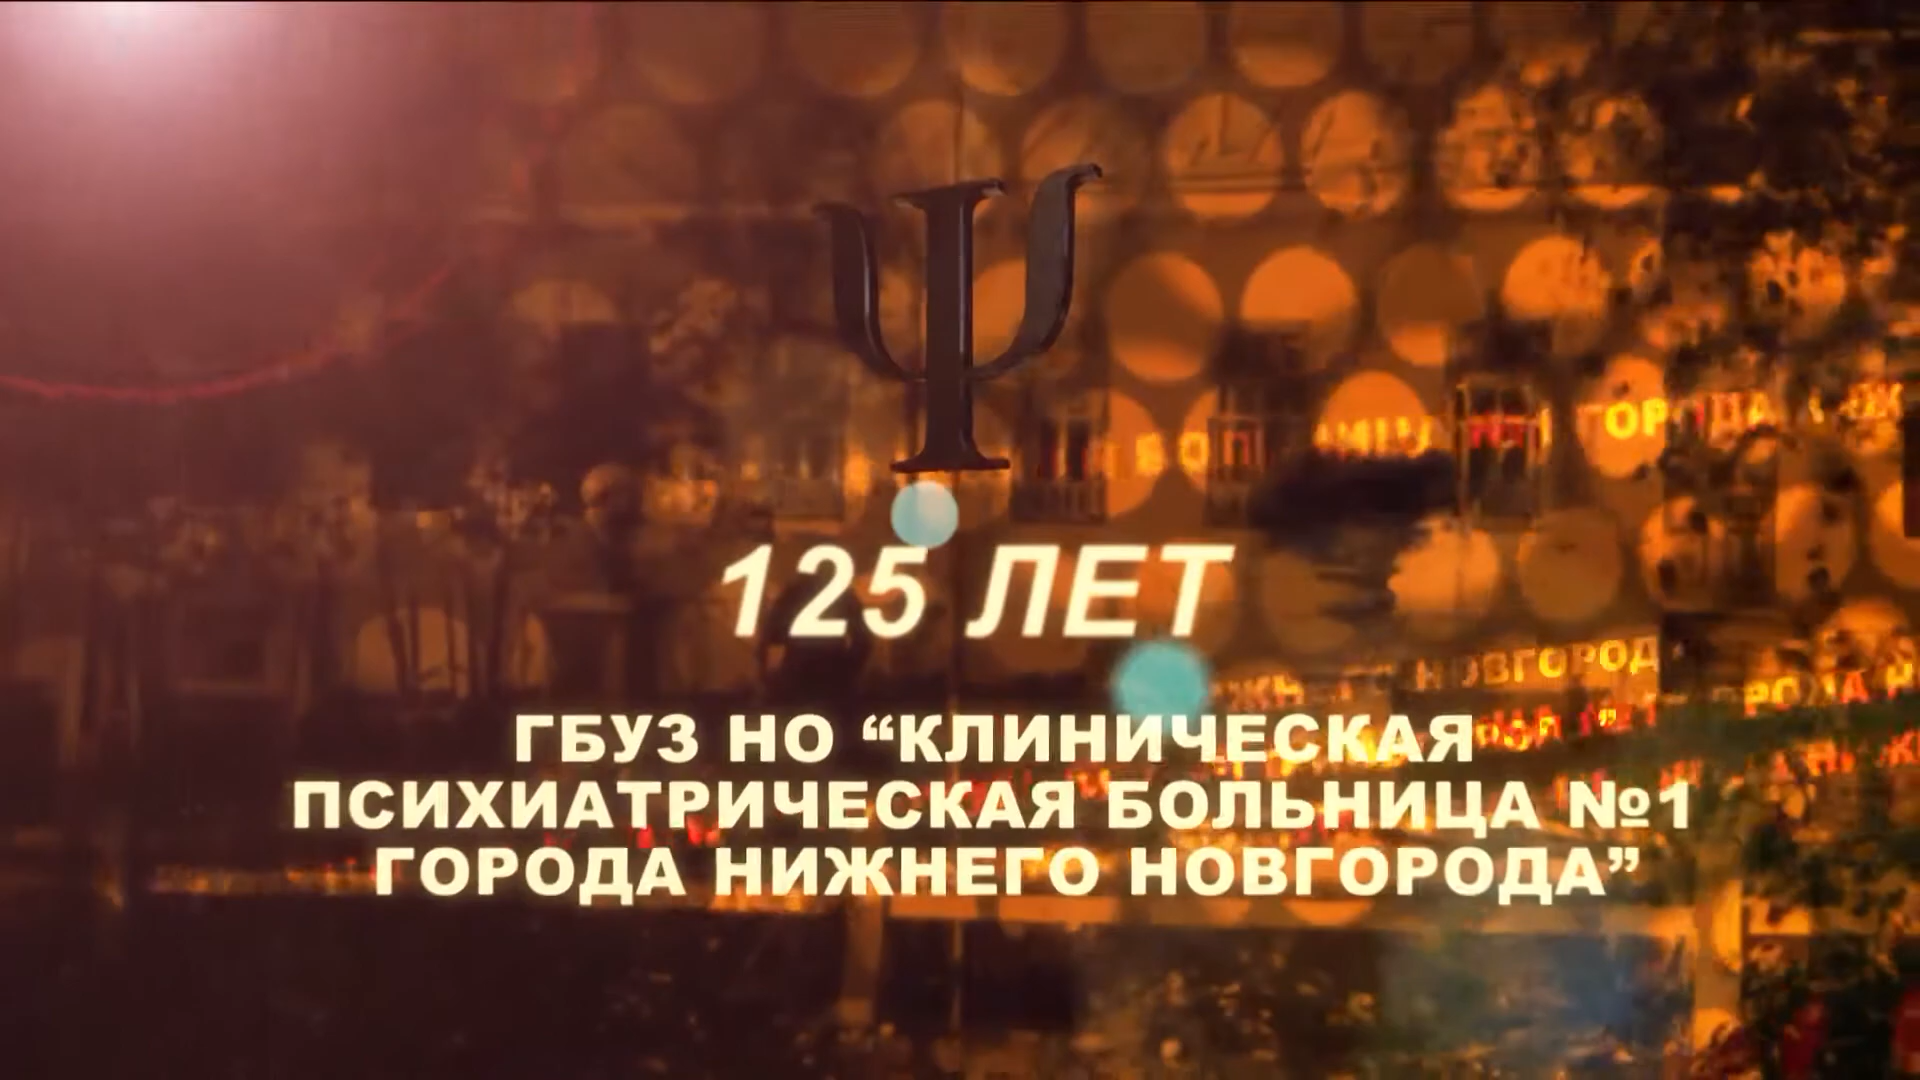 Ψ
125 ЛЕТ
ГБУЗ НО “КЛИНИЧЕСКАЯ
ПСИХИАТРИЧЕСКАЯ БОЛЬНИЦА №1
ГОРОДА НИЖНЕГО НОВГОРОДА”